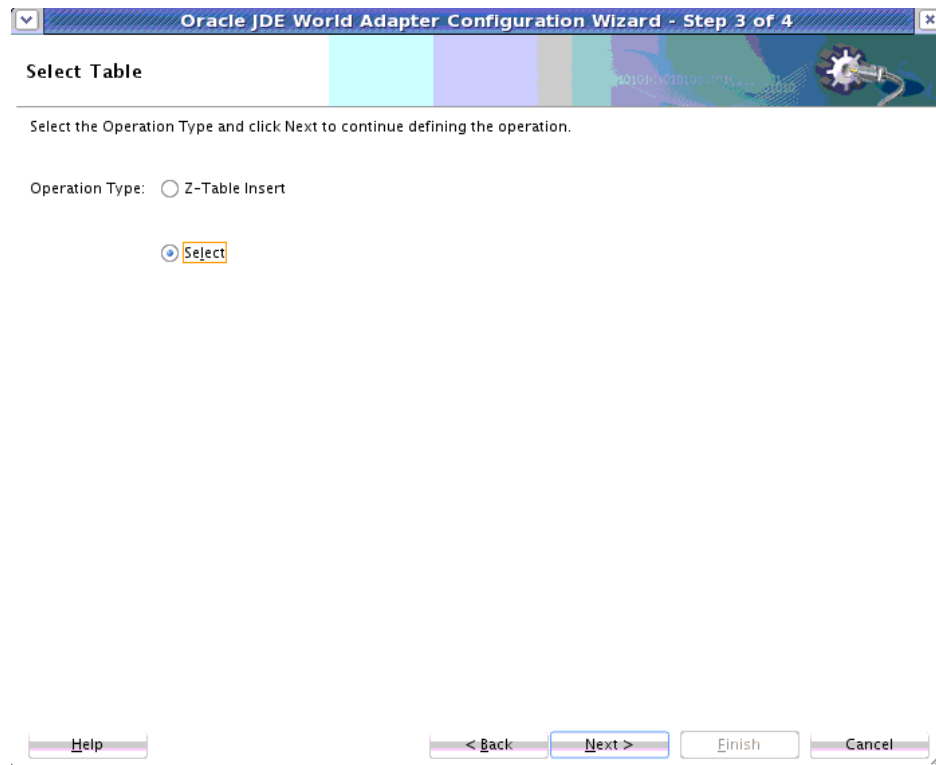 Oracle JDE World Adapter Configuration Wizard - Step 3 of 4
Select Table
Select the Operation Type and click Next to continue defining the operation.
Operation Type: Z-Table Insert
Select
Help < Back Next > Finish Cancel